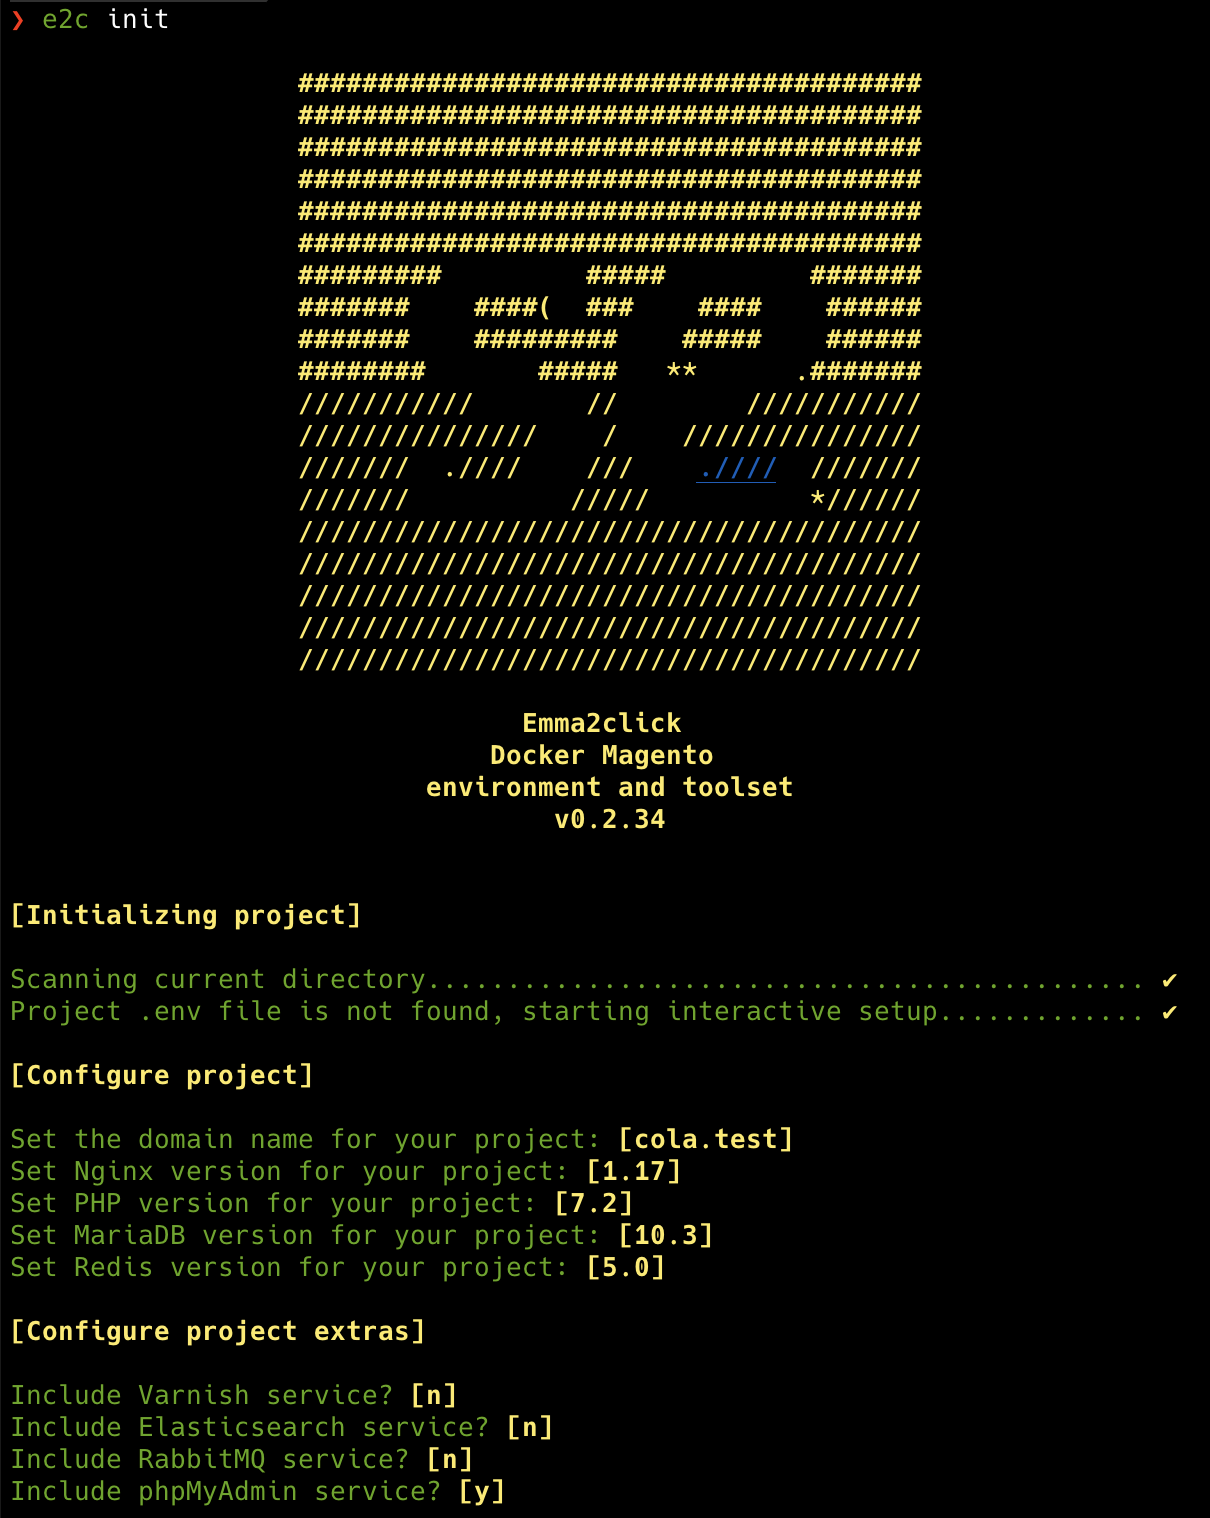 ❯ e2c init
#######################################
#######################################
#######################################
#######################################
#######################################
#######################################
#########         #####         #######
#######    ####(  ###    ####    ######
#######    #########    #####    ######
########       #####   **      .#######
///////////       //        ///////////
///////////////    /    ///////////////
///////  .////    ///    .////  ///////
///////          /////          *//////
///////////////////////////////////////
///////////////////////////////////////
///////////////////////////////////////
///////////////////////////////////////
///////////////////////////////////////
Emma2click
Docker Magento
environment and toolset
v0.2.34
[Initializing project]
Scanning current directory............................................. ✔
Project .env file is not found, starting interactive setup............. ✔
[Configure project]
Set the domain name for your project: [cola.test]
Set Nginx version for your project: [1.17]
Set PHP version for your project: [7.2]
Set MariaDB version for your project: [10.3]
Set Redis version for your project: [5.0]
[Configure project extras]
Include Varnish service? [n]
Include Elasticsearch service? [n]
Include RabbitMQ service? [n]
Include phpMyAdmin service? [y]